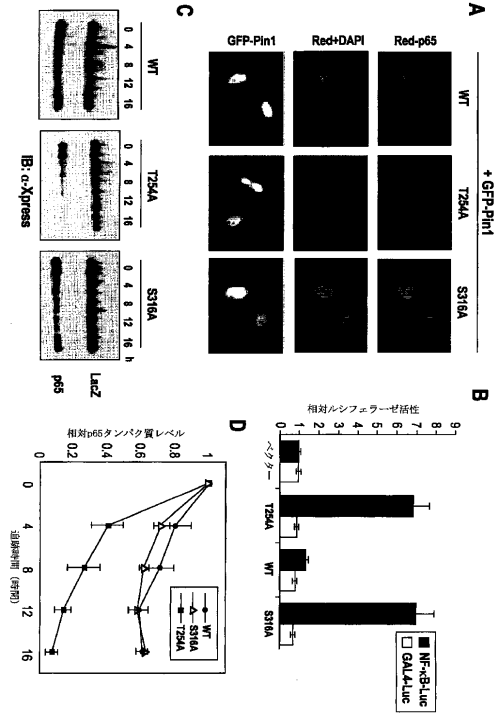 A
+ GFP-Pin1
WT
T254A
S316A
Red-p65
Red+DAPI
GFP-Pin1
B
NF-κB-Luc
GAL4-Luc
相対ルシフェラーゼ活性
9
8
7
6
5
4
3
2
1
0
ベクター
T254A
WT
S316A
C
WT
T254A
S316A
0 4 8 12 16
0 4 8 12 16
0 4 8 12 16 h
LacZ
p65
IB: α-Xpress
D
相対p65タンパク質レベル
1
0.8
0.6
0.4
0.2
0
WT
S316A
T254A
0 4 8 12 16
追跡時間 (時間)